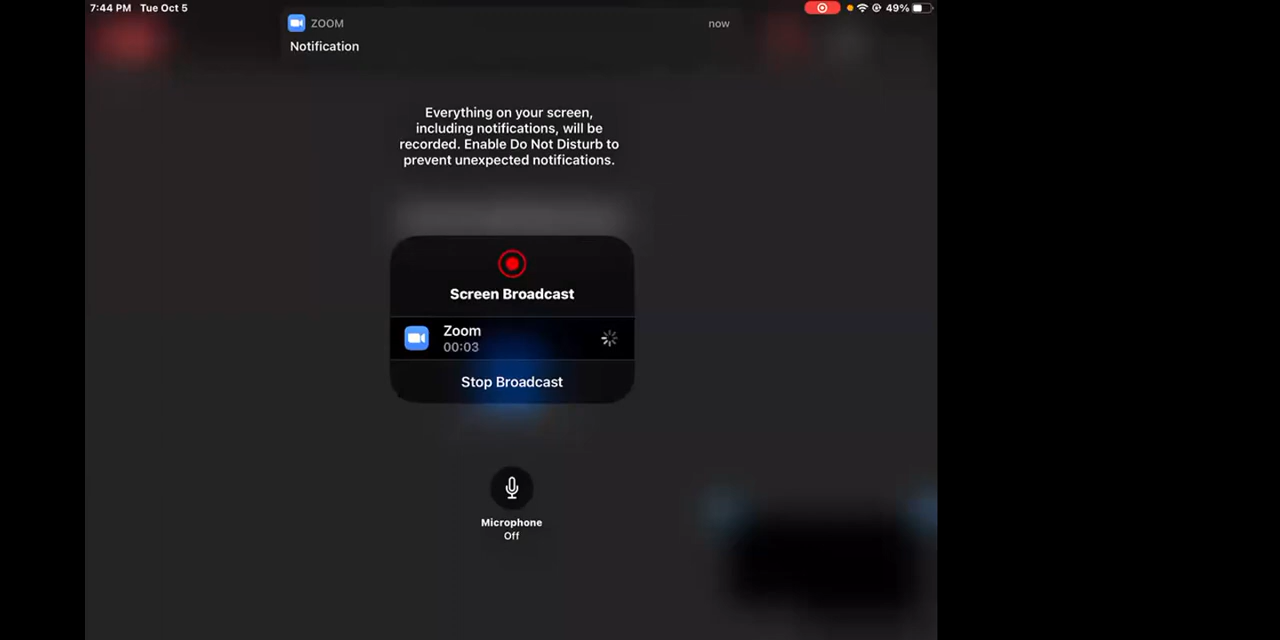 7:44 PM Tue Oct 5
49%
ZOOM
now
Notification
Everything on your screen,
including notifications, will be
recorded. Enable Do Not Disturb to
prevent unexpected notifications.
Screen Broadcast
Zoom
00:03
Stop Broadcast
Microphone
Off